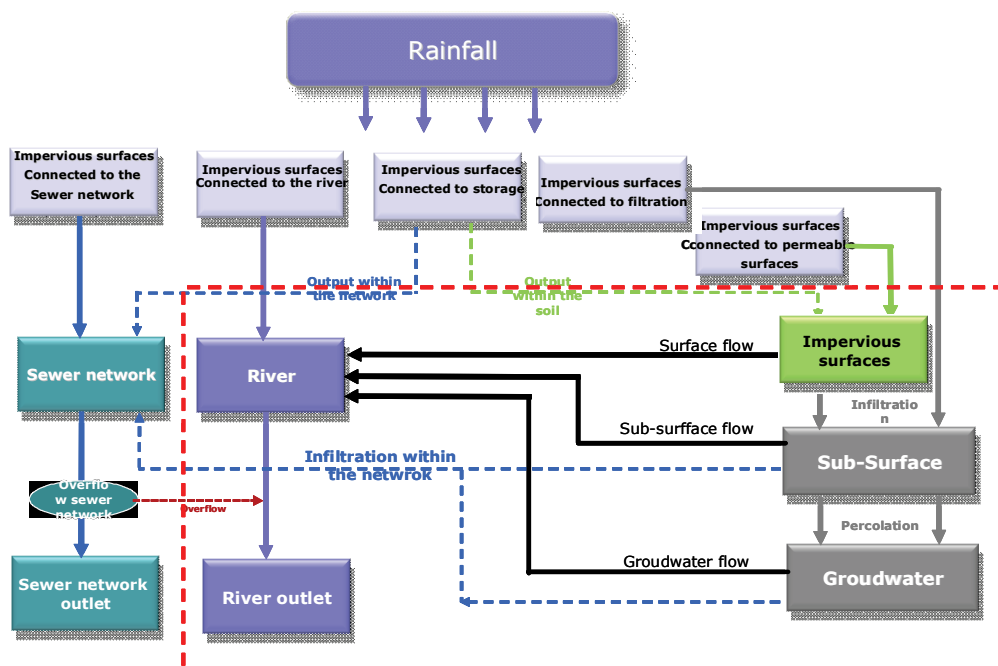 Rainfall
Impervious surfaces
Connected to the
Sewer network
Impervious surfaces
Connected to the river
Impervious surfaces
Connected to storage
Impervious surfaces
Connected to filtration
Impervious surfaces
Cconnected to permeable
surfaces
Output within
the network
Output
within the
soil
Sewer network
River
Surface flow
Impervious
surfaces
Infiltratio
n
Sub-surfface flow
Sub-Surface
Infiltration within
the netwrok
Overflo
w sewer
network
Overflow
Percolation
Sewer network
outlet
River outlet
Groudwater flow
Groudwater